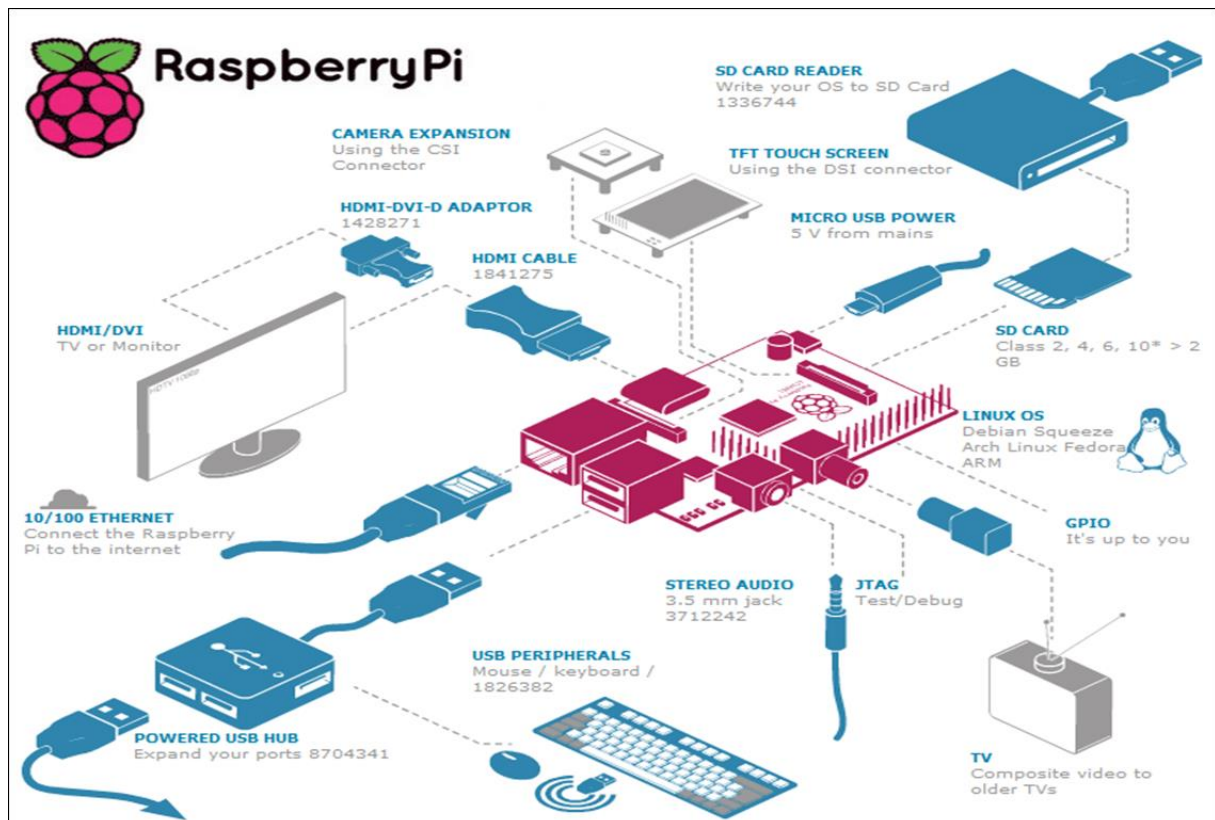 RaspberryPi
SD CARD READER
Write your OS to SD Card
1336744
CAMERA EXPANSION
Using the CSI
Connector
TFT TOUCH SCREEN
Using the DSI connector
HDMI-DVI-D ADAPTOR
1428271
MICRO USB POWER
5 V from mains
HDMI CABLE
1841275
HDMI/DVI
TV or Monitor
HDTV 1080p
SD CARD
Class 2, 4, 6, 10* > 2
GB
LINUX OS
Debian Squeeze
Arch Linux Fedora
ARM
10/100 ETHERNET
Connect the Raspberry
Pi to the internet
GPIO
It's up to you
STEREO AUDIO
3.5 mm jack
3712242
JTAG
Test/Debug
USB PERIPHERALS
Mouse / keyboard /
1826382
POWERED USB HUB
Expand your ports 8704341
TV
Composite video to
older TVs